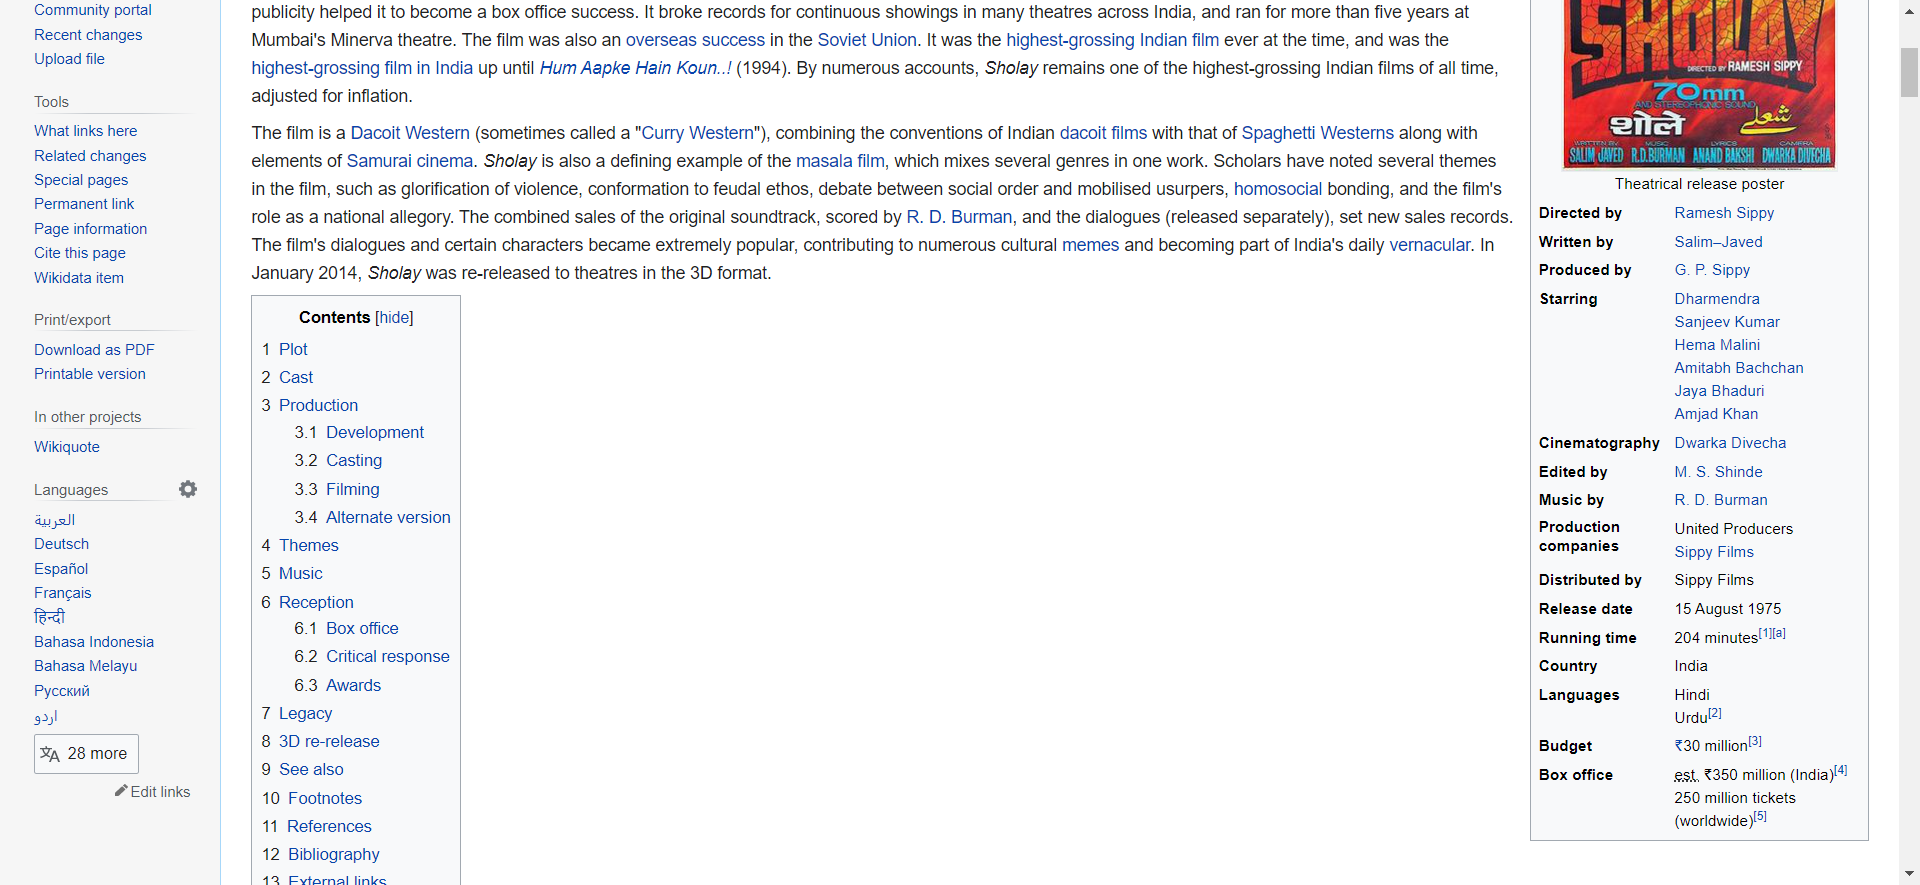 Community portal
Recent changes
Upload file
Tools
What links here
Related changes
Special pages
Permanent link
Page information
Cite this page
Wikidata item
Print/export
Download as PDF
Printable version
In other projects
Wikiquote
Languages
العربية
Deutsch
Español
Français
हिन्दी
Bahasa Indonesia
Bahasa Melayu
Русский
اردو
28 more
Edit links
publicity helped it to become a box office success. It broke records for continuous showings in many theatres across India, and ran for more than five years at
Mumbai's Minerva theatre. The film was also an overseas success in the Soviet Union. It was the highest-grossing Indian film ever at the time, and was the
highest-grossing film in India up until Hum Aapke Hain Koun..! (1994). By numerous accounts, Sholay remains one of the highest-grossing Indian films of all time,
adjusted for inflation.
The film is a Dacoit Western (sometimes called a "Curry Western"), combining the conventions of Indian dacoit films with that of Spaghetti Westerns along with
elements of Samurai cinema. Sholay is also a defining example of the masala film, which mixes several genres in one work. Scholars have noted several themes
in the film, such as glorification of violence, conformation to feudal ethos, debate between social order and mobilised usurpers, homosocial bonding, and the film's
role as a national allegory. The combined sales of the original soundtrack, scored by R. D. Burman, and the dialogues (released separately), set new sales records.
The film's dialogues and certain characters became extremely popular, contributing to numerous cultural memes and becoming part of India's daily vernacular. In
January 2014, Sholay was re-released to theatres in the 3D format.
Contents [hide]
1 Plot
2 Cast
3 Production
3.1 Development
3.2 Casting
3.3 Filming
3.4 Alternate version
4 Themes
5 Music
6 Reception
6.1 Box office
6.2 Critical response
6.3 Awards
7 Legacy
8 3D re-release
9 See also
10 Footnotes
11 References
12 Bibliography
13 External links
SHOLAY
DIRECTED BY RAMESH SIPPY
70mm
AND STEREOPHONIC SOUND
शोले شعلے
WRITTEN BY MUSIC LYRICS CAMERA
SALIM JAVED R.D.BURMAN ANAND BAKSHI DWARKA DIVECHA
Theatrical release poster
Directed by Ramesh Sippy
Written by Salim–Javed
Produced by G. P. Sippy
Starring Dharmendra
Sanjeev Kumar
Hema Malini
Amitabh Bachchan
Jaya Bhaduri
Amjad Khan
Cinematography Dwarka Divecha
Edited by M. S. Shinde
Music by R. D. Burman
Production companies United Producers
Sippy Films
Distributed by Sippy Films
Release date 15 August 1975
Running time 204 minutes[1][a]
Country India
Languages Hindi
Urdu[2]
Budget ₹30 million[3]
Box office est. ₹350 million (India)[4]
250 million tickets
(worldwide)[5]